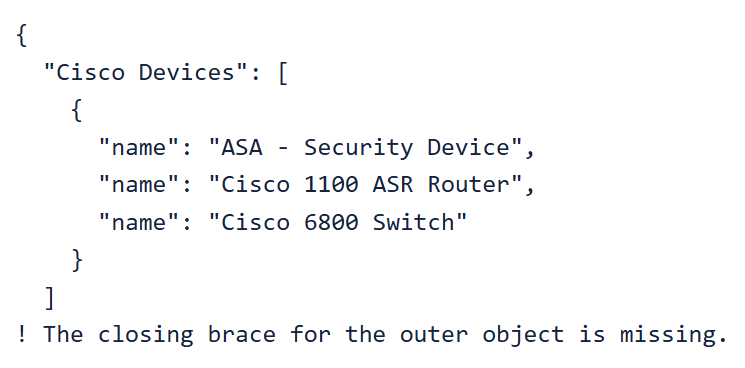 {
  "Cisco Devices": [
    {
      "name": "ASA - Security Device",
      "name": "Cisco 1100 ASR Router",
      "name": "Cisco 6800 Switch"
    }
  ]
! The closing brace for the outer object is missing.